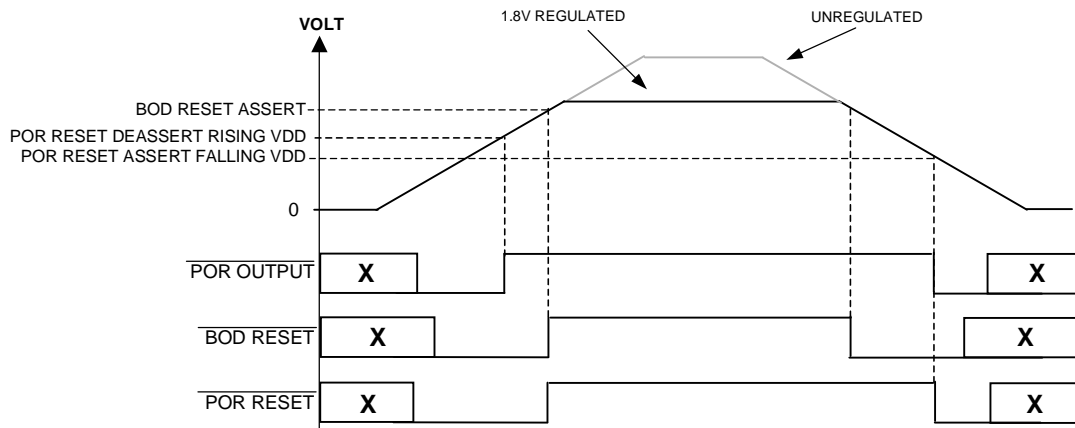 1.8V REGULATED
UNREGULATED
VOLT
BOD RESET ASSERT
POR RESET DEASSERT RISING VDD
POR RESET ASSERT FALLING VDD
0
POR OUTPUT
X
X
BOD RESET
X
X
POR RESET
X
X